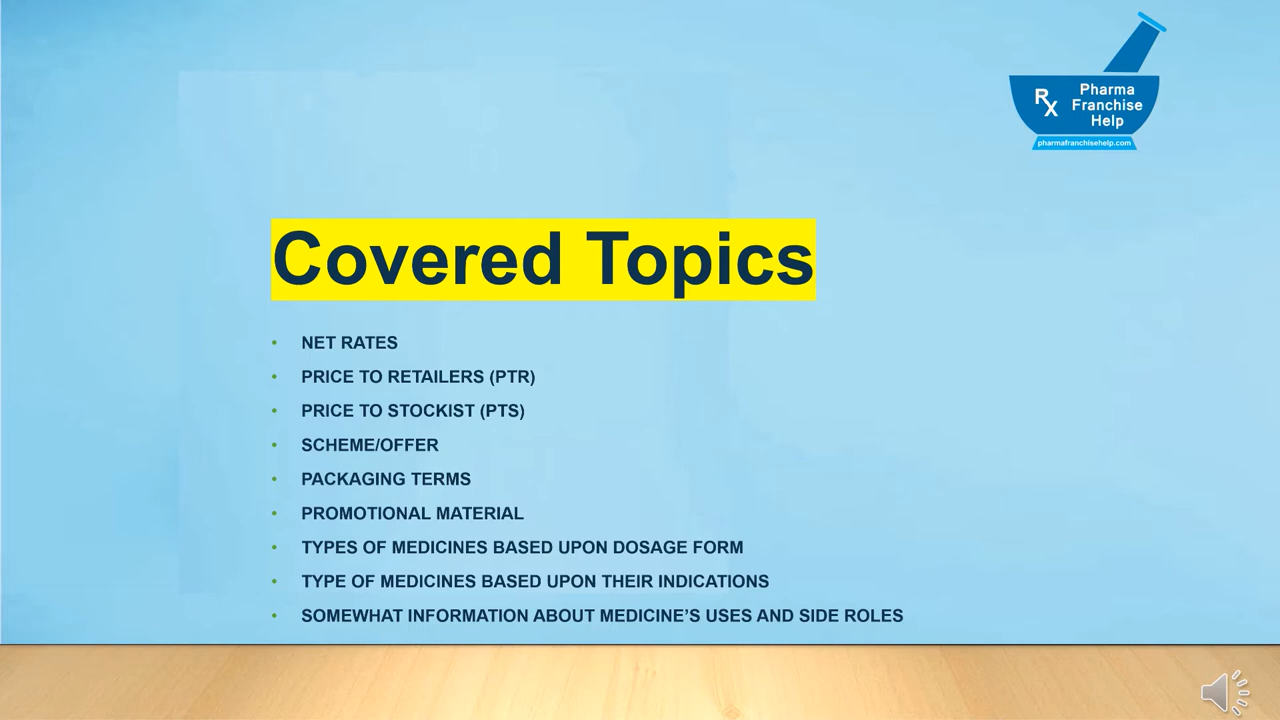 Rx Pharma
Franchise
Help
pharmafranchisehelp.com
Covered Topics
• NET RATES
• PRICE TO RETAILERS (PTR)
• PRICE TO STOCKIST (PTS)
• SCHEME/OFFER
• PACKAGING TERMS
• PROMOTIONAL MATERIAL
• TYPES OF MEDICINES BASED UPON DOSAGE FORM
• TYPE OF MEDICINES BASED UPON THEIR INDICATIONS
• SOMEWHAT INFORMATION ABOUT MEDICINE’S USES AND SIDE ROLES